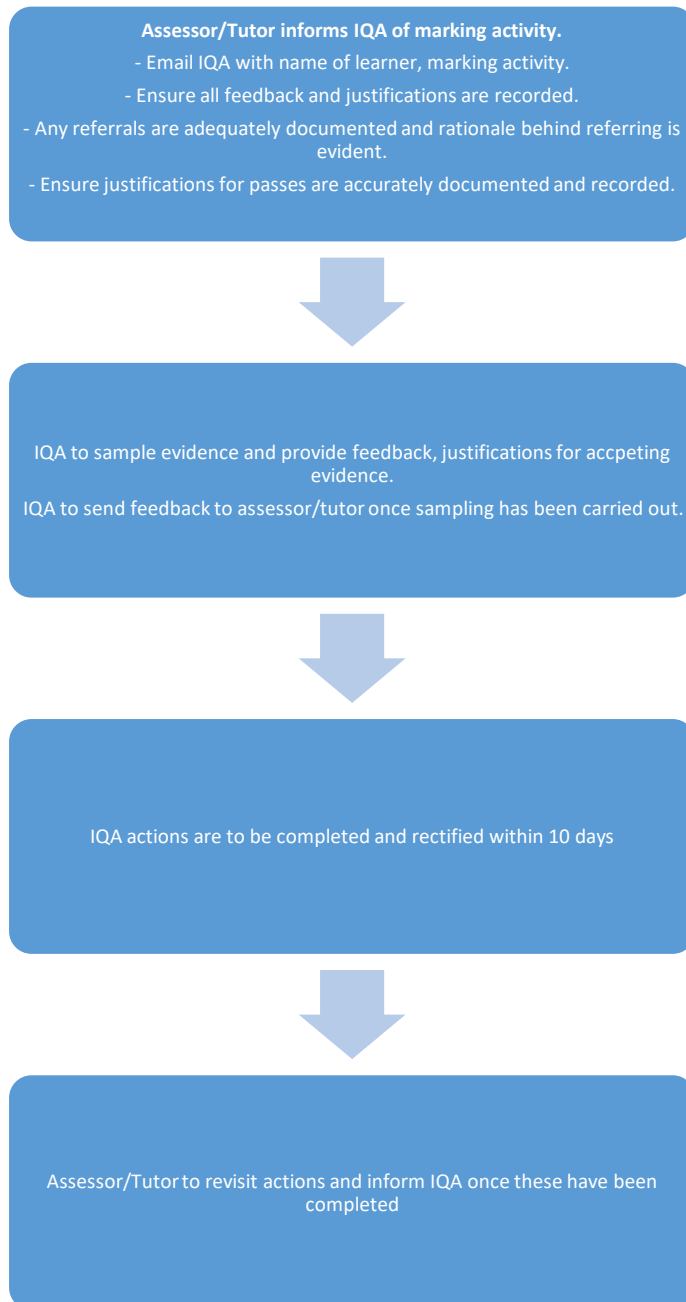 Assessor/Tutor informs IQA of marking activity.
- Email IQA with name of learner, marking activity.
- Ensure all feedback and justifications are recorded.
- Any referrals are adequately documented and rationale behind referring is
evident.
- Ensure justifications for passes are accurately documented and recorded.
IQA to sample evidence and provide feedback, justifications for accpeting
evidence.
IQA to send feedback to assessor/tutor once sampling has been carried out.
IQA actions are to be completed and rectified within 10 days
Assessor/Tutor to revisit actions and inform IQA once these have been
completed